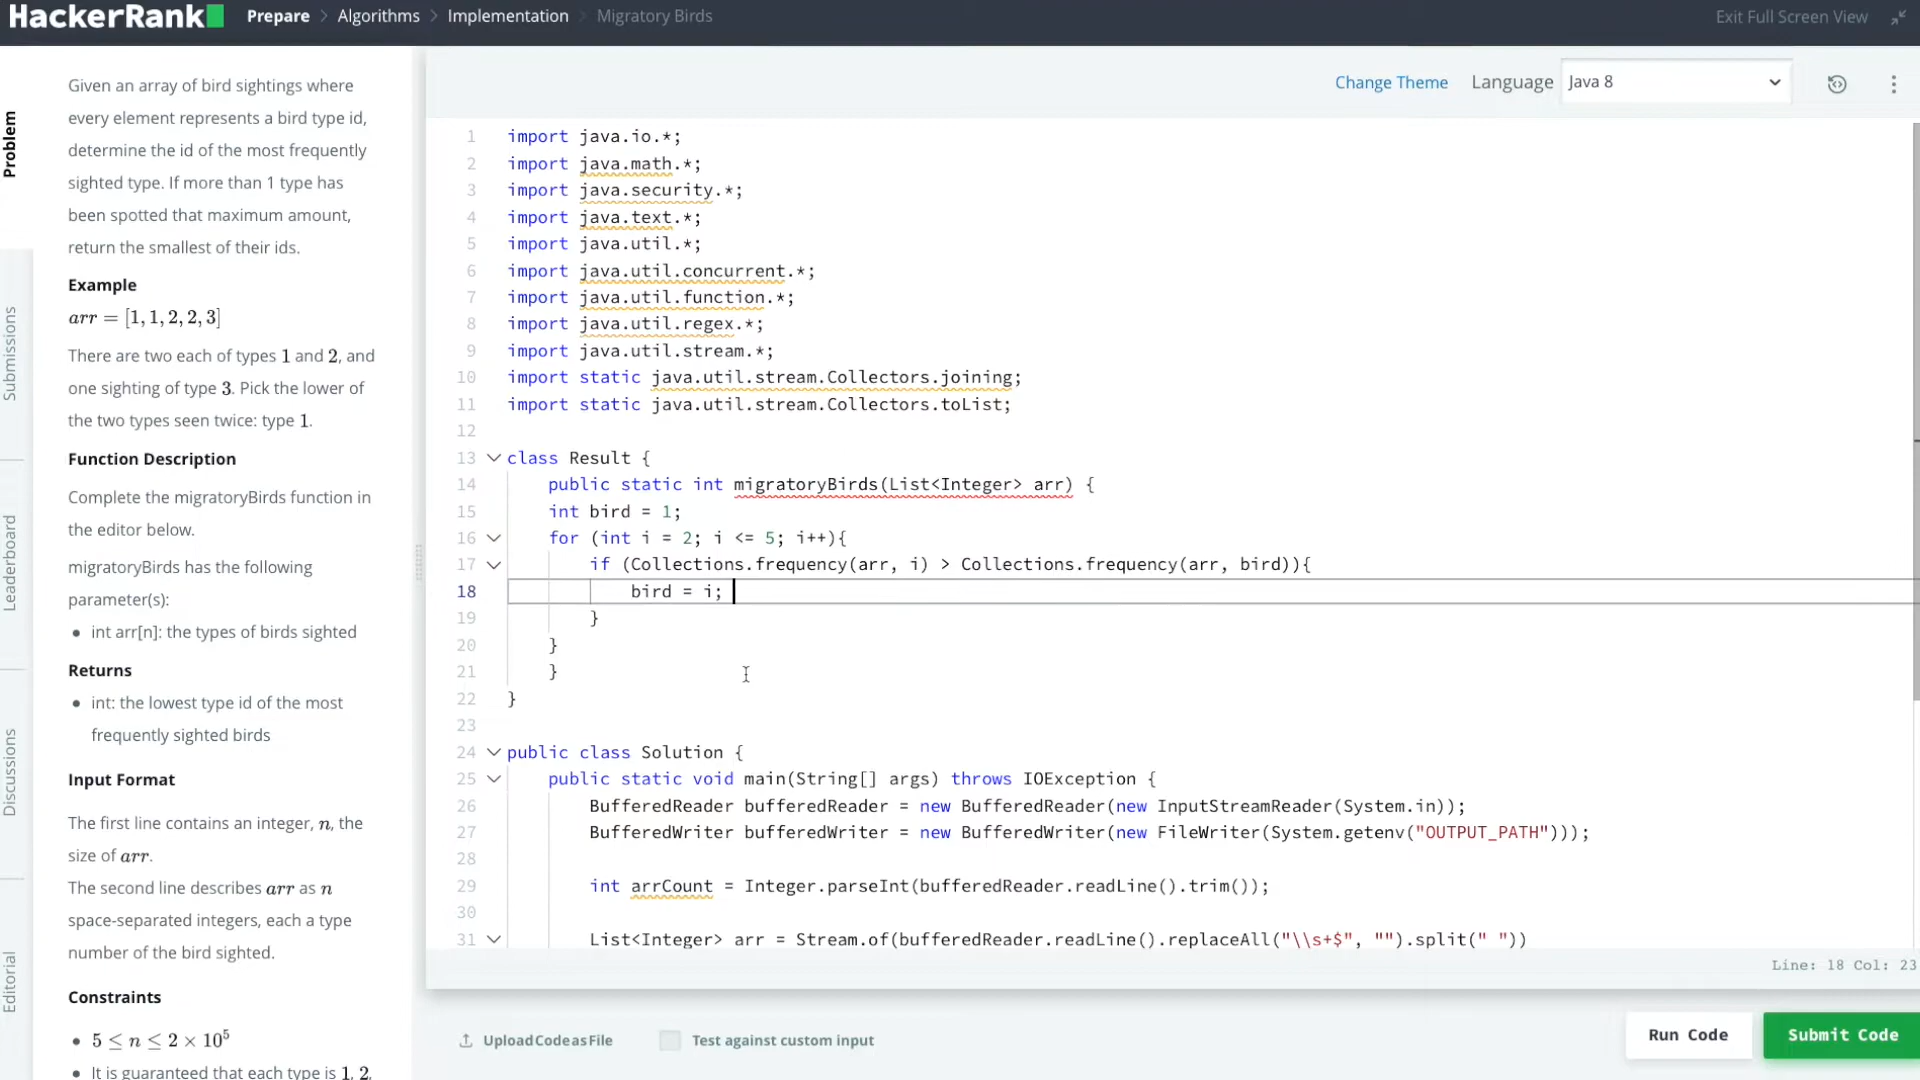 HackerRank Prepare > Algorithms > Implementation > Migratory Birds
Exit Full Screen View
Problem
Submissions
Leaderboard
Discussions
Editorial
Given an array of bird sightings where
every element represents a bird type id,
determine the id of the most frequently
sighted type. If more than 1 type has
been spotted that maximum amount,
return the smallest of their ids.
Example
arr = [1, 1, 2, 2, 3]
There are two each of types 1 and 2, and
one sighting of type 3. Pick the lower of
the two types seen twice: type 1.
Function Description
Complete the migratoryBirds function in
the editor below.
migratoryBirds has the following
parameter(s):
• int arr[n]: the types of birds sighted
Returns
• int: the lowest type id of the most
frequently sighted birds
Input Format
The first line contains an integer, n, the
size of arr.
The second line describes arr as n
space-separated integers, each a type
number of the bird sighted.
Constraints
• 5 ≤ n ≤ 2 × 10⁵
• It is guaranteed that each type is 1, 2,
Change Theme Language Java 8
1 import java.io.*;
2 import java.math.*;
3 import java.security.*;
4 import java.text.*;
5 import java.util.*;
6 import java.util.concurrent.*;
7 import java.util.function.*;
8 import java.util.regex.*;
9 import java.util.stream.*;
10 import static java.util.stream.Collectors.joining;
11 import static java.util.stream.Collectors.toList;
12
13 class Result {
14 public static int migratoryBirds(List<Integer> arr) {
15 int bird = 1;
16 for (int i = 2; i <= 5; i++){
17 if (Collections.frequency(arr, i) > Collections.frequency(arr, bird)){
18 bird = i;
19 }
20 }
21 }
22 }
23
24 public class Solution {
25 public static void main(String[] args) throws IOException {
26 BufferedReader bufferedReader = new BufferedReader(new InputStreamReader(System.in));
27 BufferedWriter bufferedWriter = new BufferedWriter(new FileWriter(System.getenv("OUTPUT_PATH")));
28
29 int arrCount = Integer.parseInt(bufferedReader.readLine().trim());
30
31 List<Integer> arr = Stream.of(bufferedReader.readLine().replaceAll("\\s+$", "").split(" "))
Line: 18 Col: 23
Upload Code as File
Test against custom input
Run Code
Submit Code